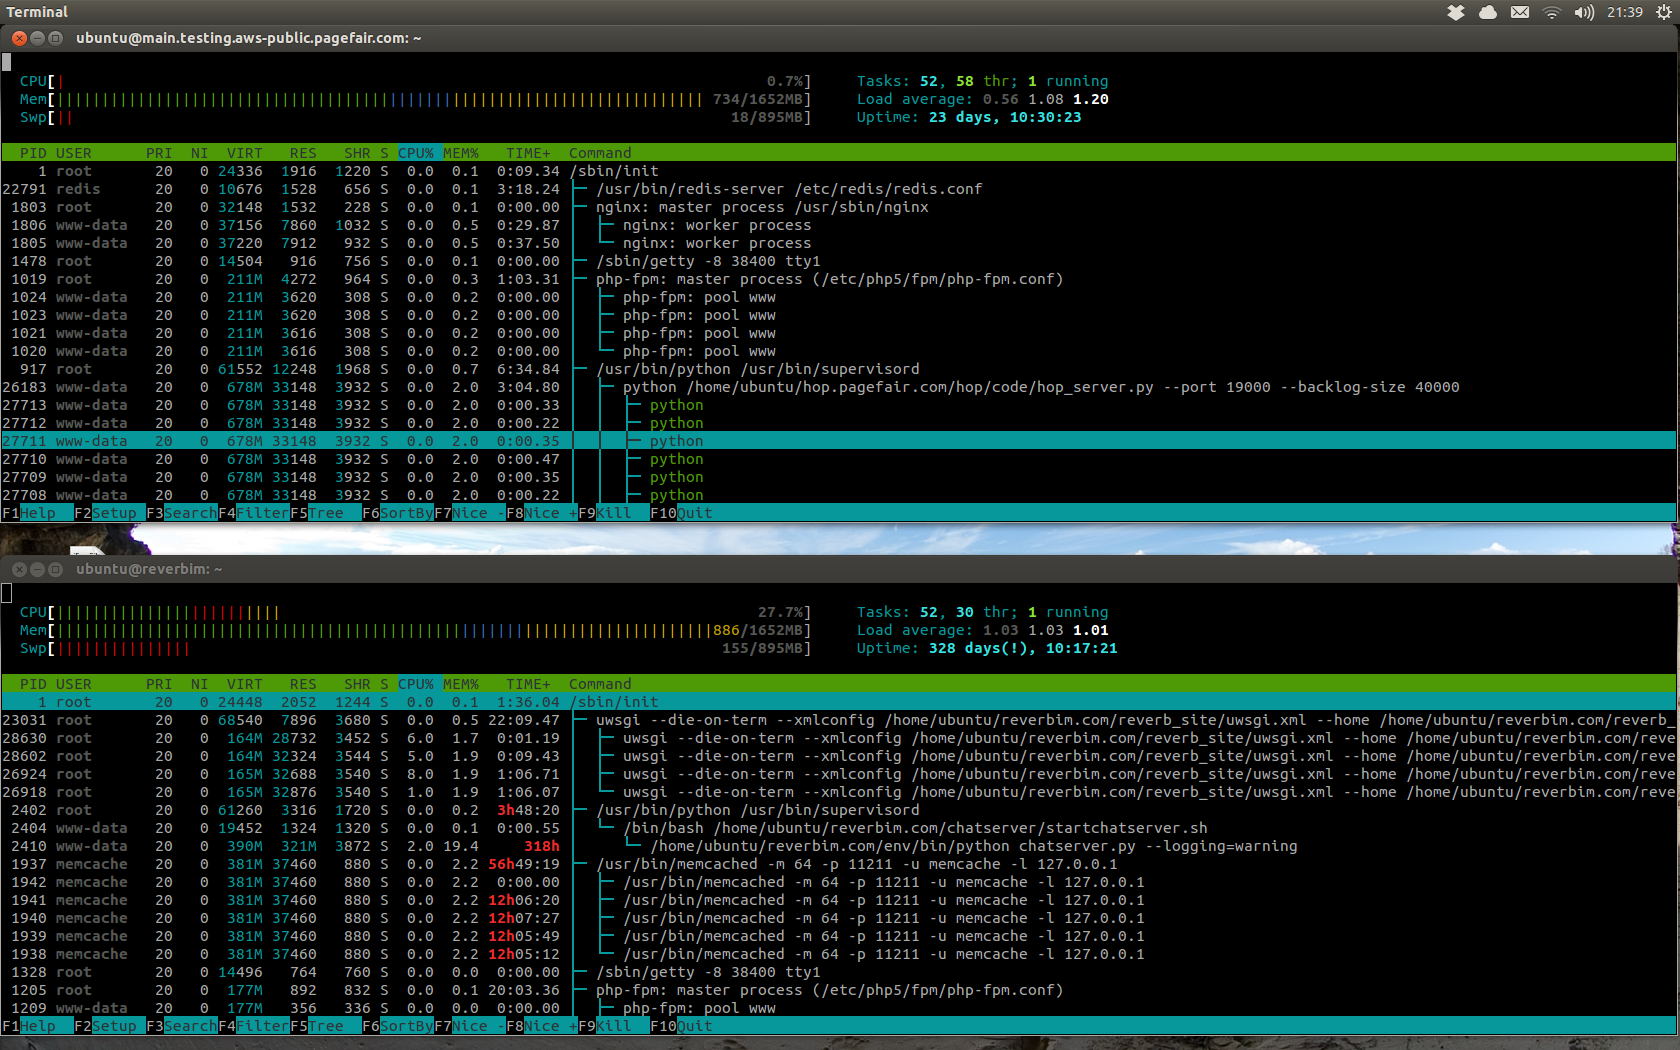 Terminal 21:39
ubuntu@main.testing.aws-public.pagefair.com: ~
CPU[| 0.7%] Tasks: 52, 58 thr; 1 running
Mem[||||||||||||||||||||||||||||||||||||||||||||||||||||||||||||||||||||||| 734/1652MB] Load average: 0.56 1.08 1.20
Swp[|| 18/895MB] Uptime: 23 days, 10:30:23
PID USER PRI NI VIRT RES SHR S CPU% MEM% TIME+ Command
1 root 20 0 24336 1916 1220 S 0.0 0.1 0:09.34 /sbin/init
22791 redis 20 0 10676 1528 656 S 0.0 0.1 3:18.24 ├─ /usr/bin/redis-server /etc/redis/redis.conf
1803 root 20 0 32148 1532 228 S 0.0 0.1 0:00.00 ├─ nginx: master process /usr/sbin/nginx
1806 www-data 20 0 37156 7860 1032 S 0.0 0.5 0:29.87 │ ├─ nginx: worker process
1805 www-data 20 0 37220 7912 932 S 0.0 0.5 0:37.50 │ └─ nginx: worker process
1478 root 20 0 14504 916 756 S 0.0 0.1 0:00.00 ├─ /sbin/getty -8 38400 tty1
1019 root 20 0 211M 4272 964 S 0.0 0.3 1:03.31 ├─ php-fpm: master process (/etc/php5/fpm/php-fpm.conf)
1024 www-data 20 0 211M 3620 308 S 0.0 0.2 0:00.00 │ ├─ php-fpm: pool www
1023 www-data 20 0 211M 3620 308 S 0.0 0.2 0:00.00 │ ├─ php-fpm: pool www
1021 www-data 20 0 211M 3616 308 S 0.0 0.2 0:00.00 │ ├─ php-fpm: pool www
1020 www-data 20 0 211M 3616 308 S 0.0 0.2 0:00.00 │ └─ php-fpm: pool www
917 root 20 0 61552 12248 1968 S 0.0 0.7 6:34.84 ├─ /usr/bin/python /usr/bin/supervisord
26183 www-data 20 0 678M 33148 3932 S 0.0 2.0 3:04.80 │ ├─ python /home/ubuntu/hop.pagefair.com/hop/code/hop_server.py --port 19000 --backlog-size 40000
27713 www-data 20 0 678M 33148 3932 S 0.0 2.0 0:00.33 │ │ ├─ python
27712 www-data 20 0 678M 33148 3932 S 0.0 2.0 0:00.22 │ │ ├─ python
27711 www-data 20 0 678M 33148 3932 S 0.0 2.0 0:00.35 │ │ ├─ python
27710 www-data 20 0 678M 33148 3932 S 0.0 2.0 0:00.47 │ │ ├─ python
27709 www-data 20 0 678M 33148 3932 S 0.0 2.0 0:00.35 │ │ ├─ python
27708 www-data 20 0 678M 33148 3932 S 0.0 2.0 0:00.22 │ │ ├─ python
F1Help F2Setup F3SearchF4FilterF5Tree F6SortByF7Nice -F8Nice +F9Kill F10Quit
ubuntu@reverbim: ~
CPU[||||||||||||||||||||||||| 27.7%] Tasks: 52, 30 thr; 1 running
Mem[|||||||||||||||||||||||||||||||||||||||||||||||||||||||||||||||||||||||||886/1652MB] Load average: 1.03 1.03 1.01
Swp[||||||||||||||| 155/895MB] Uptime: 328 days(!), 10:17:21
PID USER PRI NI VIRT RES SHR S CPU% MEM% TIME+ Command
1 root 20 0 24448 2052 1244 S 0.0 0.1 1:36.04 /sbin/init
23031 root 20 0 68540 7896 3680 S 0.0 0.5 22:09.47 ├─ uwsgi --die-on-term --xmlconfig /home/ubuntu/reverbim.com/reverb_site/uwsgi.xml --home /home/ubuntu/reverbim.com/reverb_
28630 root 20 0 164M 28732 3452 S 6.0 1.7 0:01.19 │ ├─ uwsgi --die-on-term --xmlconfig /home/ubuntu/reverbim.com/reverb_site/uwsgi.xml --home /home/ubuntu/reverbim.com/reve
28602 root 20 0 164M 32324 3544 S 5.0 1.9 0:09.43 │ ├─ uwsgi --die-on-term --xmlconfig /home/ubuntu/reverbim.com/reverb_site/uwsgi.xml --home /home/ubuntu/reverbim.com/reve
26924 root 20 0 165M 32688 3540 S 8.0 1.9 1:06.71 │ ├─ uwsgi --die-on-term --xmlconfig /home/ubuntu/reverbim.com/reverb_site/uwsgi.xml --home /home/ubuntu/reverbim.com/reve
26918 root 20 0 165M 32876 3540 S 1.0 1.9 1:06.07 │ └─ uwsgi --die-on-term --xmlconfig /home/ubuntu/reverbim.com/reverb_site/uwsgi.xml --home /home/ubuntu/reverbim.com/reve
2402 root 20 0 61260 3316 1720 S 0.0 0.2 3h48:20 ├─ /usr/bin/python /usr/bin/supervisord
2404 www-data 20 0 19452 1324 1320 S 0.0 0.1 0:00.55 │ └─ /bin/bash /home/ubuntu/reverbim.com/chatserver/startchatserver.sh
2410 www-data 20 0 390M 321M 3872 S 2.0 19.4 318h │ └─ /home/ubuntu/reverbim.com/env/bin/python chatserver.py --logging=warning
1937 memcache 20 0 381M 37460 880 S 0.0 2.2 56h49:19 ├─ /usr/bin/memcached -m 64 -p 11211 -u memcache -l 127.0.0.1
1942 memcache 20 0 381M 37460 880 S 0.0 2.2 0:00.00 │ ├─ /usr/bin/memcached -m 64 -p 11211 -u memcache -l 127.0.0.1
1941 memcache 20 0 381M 37460 880 S 0.0 2.2 12h06:20 │ ├─ /usr/bin/memcached -m 64 -p 11211 -u memcache -l 127.0.0.1
1940 memcache 20 0 381M 37460 880 S 0.0 2.2 12h07:27 │ ├─ /usr/bin/memcached -m 64 -p 11211 -u memcache -l 127.0.0.1
1939 memcache 20 0 381M 37460 880 S 0.0 2.2 12h05:49 │ ├─ /usr/bin/memcached -m 64 -p 11211 -u memcache -l 127.0.0.1
1938 memcache 20 0 381M 37460 880 S 0.0 2.2 12h05:12 │ └─ /usr/bin/memcached -m 64 -p 11211 -u memcache -l 127.0.0.1
1328 root 20 0 14496 764 760 S 0.0 0.0 0:00.00 ├─ /sbin/getty -8 38400 tty1
1205 root 20 0 177M 892 832 S 0.0 0.1 20:03.36 ├─ php-fpm: master process (/etc/php5/fpm/php-fpm.conf)
1209 www-data 20 0 177M 356 336 S 0.0 0.0 0:00.00 │ ├─ php-fpm: pool www
F1Help F2Setup F3SearchF4FilterF5Tree F6SortByF7Nice -F8Nice +F9Kill F10Quit